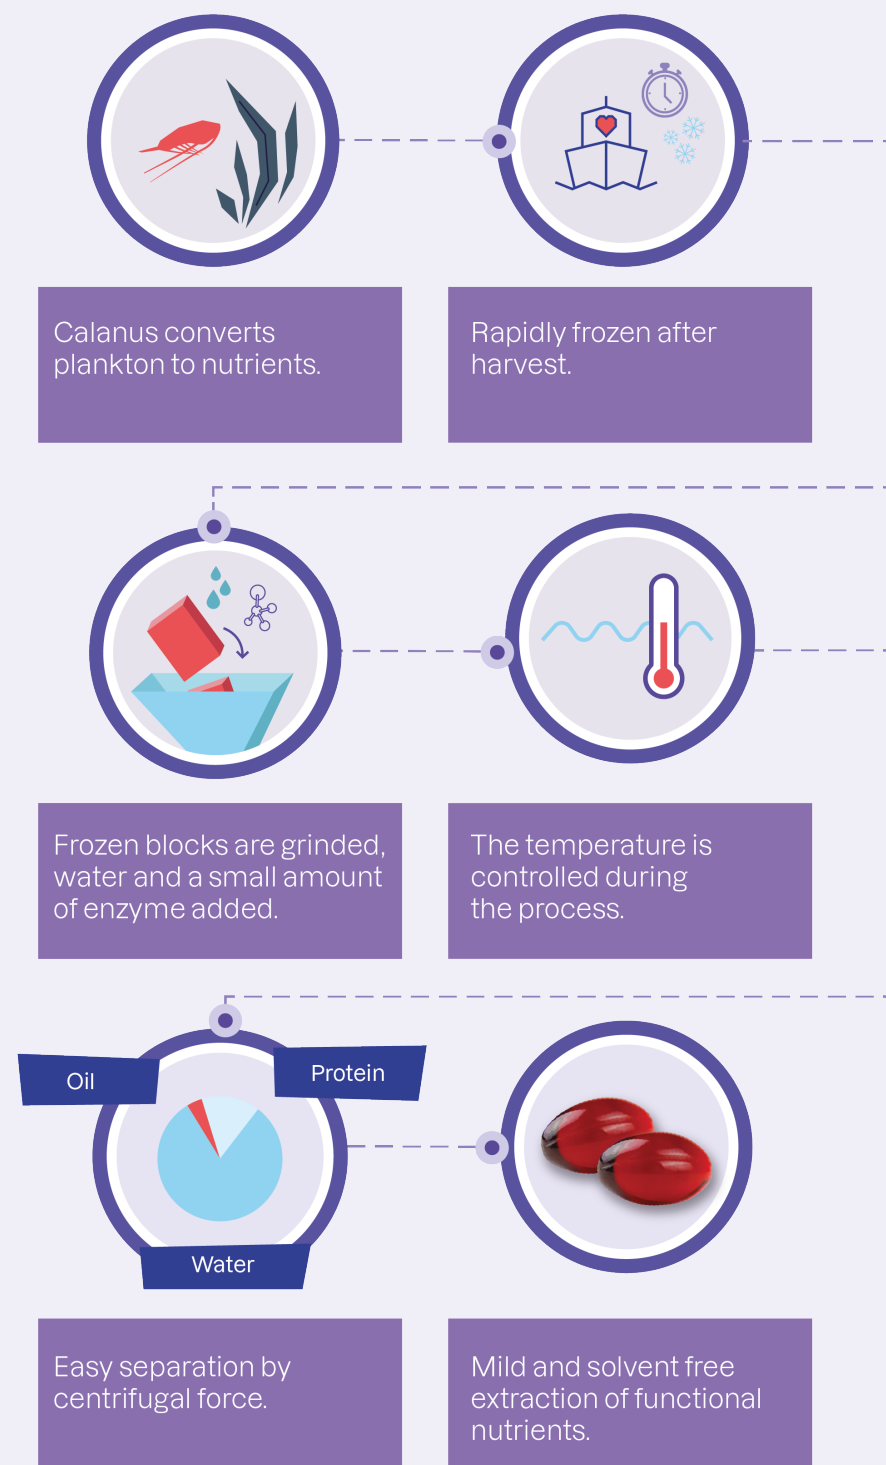 Calanus converts
plankton to nutrients.
Rapidly frozen after
harvest.
Frozen blocks are grinded,
water and a small amount
of enzyme added.
The temperature is
controlled during
the process.
Oil
Protein
Water
Easy separation by
centrifugal force.
Mild and solvent free
extraction of functional
nutrients.